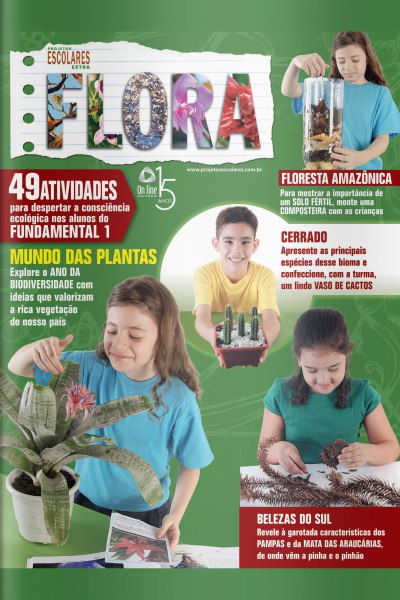 PROJETOS
ESCOLARES
EXTRA
FLORA
www.projetosescolares.com.br
On line
EDITORA
15
ANOS
FLORESTA AMAZÔNICA
Para mostrar a importância de
um SOLO FÉRTIL, monte uma
COMPOSTEIRA com as crianças
49 ATIVIDADES
para despertar a consciência
ecológica nos alunos do
FUNDAMENTAL 1
MUNDO DAS PLANTAS
Explore o ANO DA
BIODIVERSIDADE com
ideias que valorizam
a rica vegetação
do nosso país
CERRADO
Apresente as principais
espécies desse bioma e
confeccione, com a turma,
um lindo VASO DE CACTOS
BELEZAS DO SUL
Revele à garotada características dos
PAMPAS e da MATA DAS ARAUCÁRIAS,
de onde vêm a pinha e o pinhão